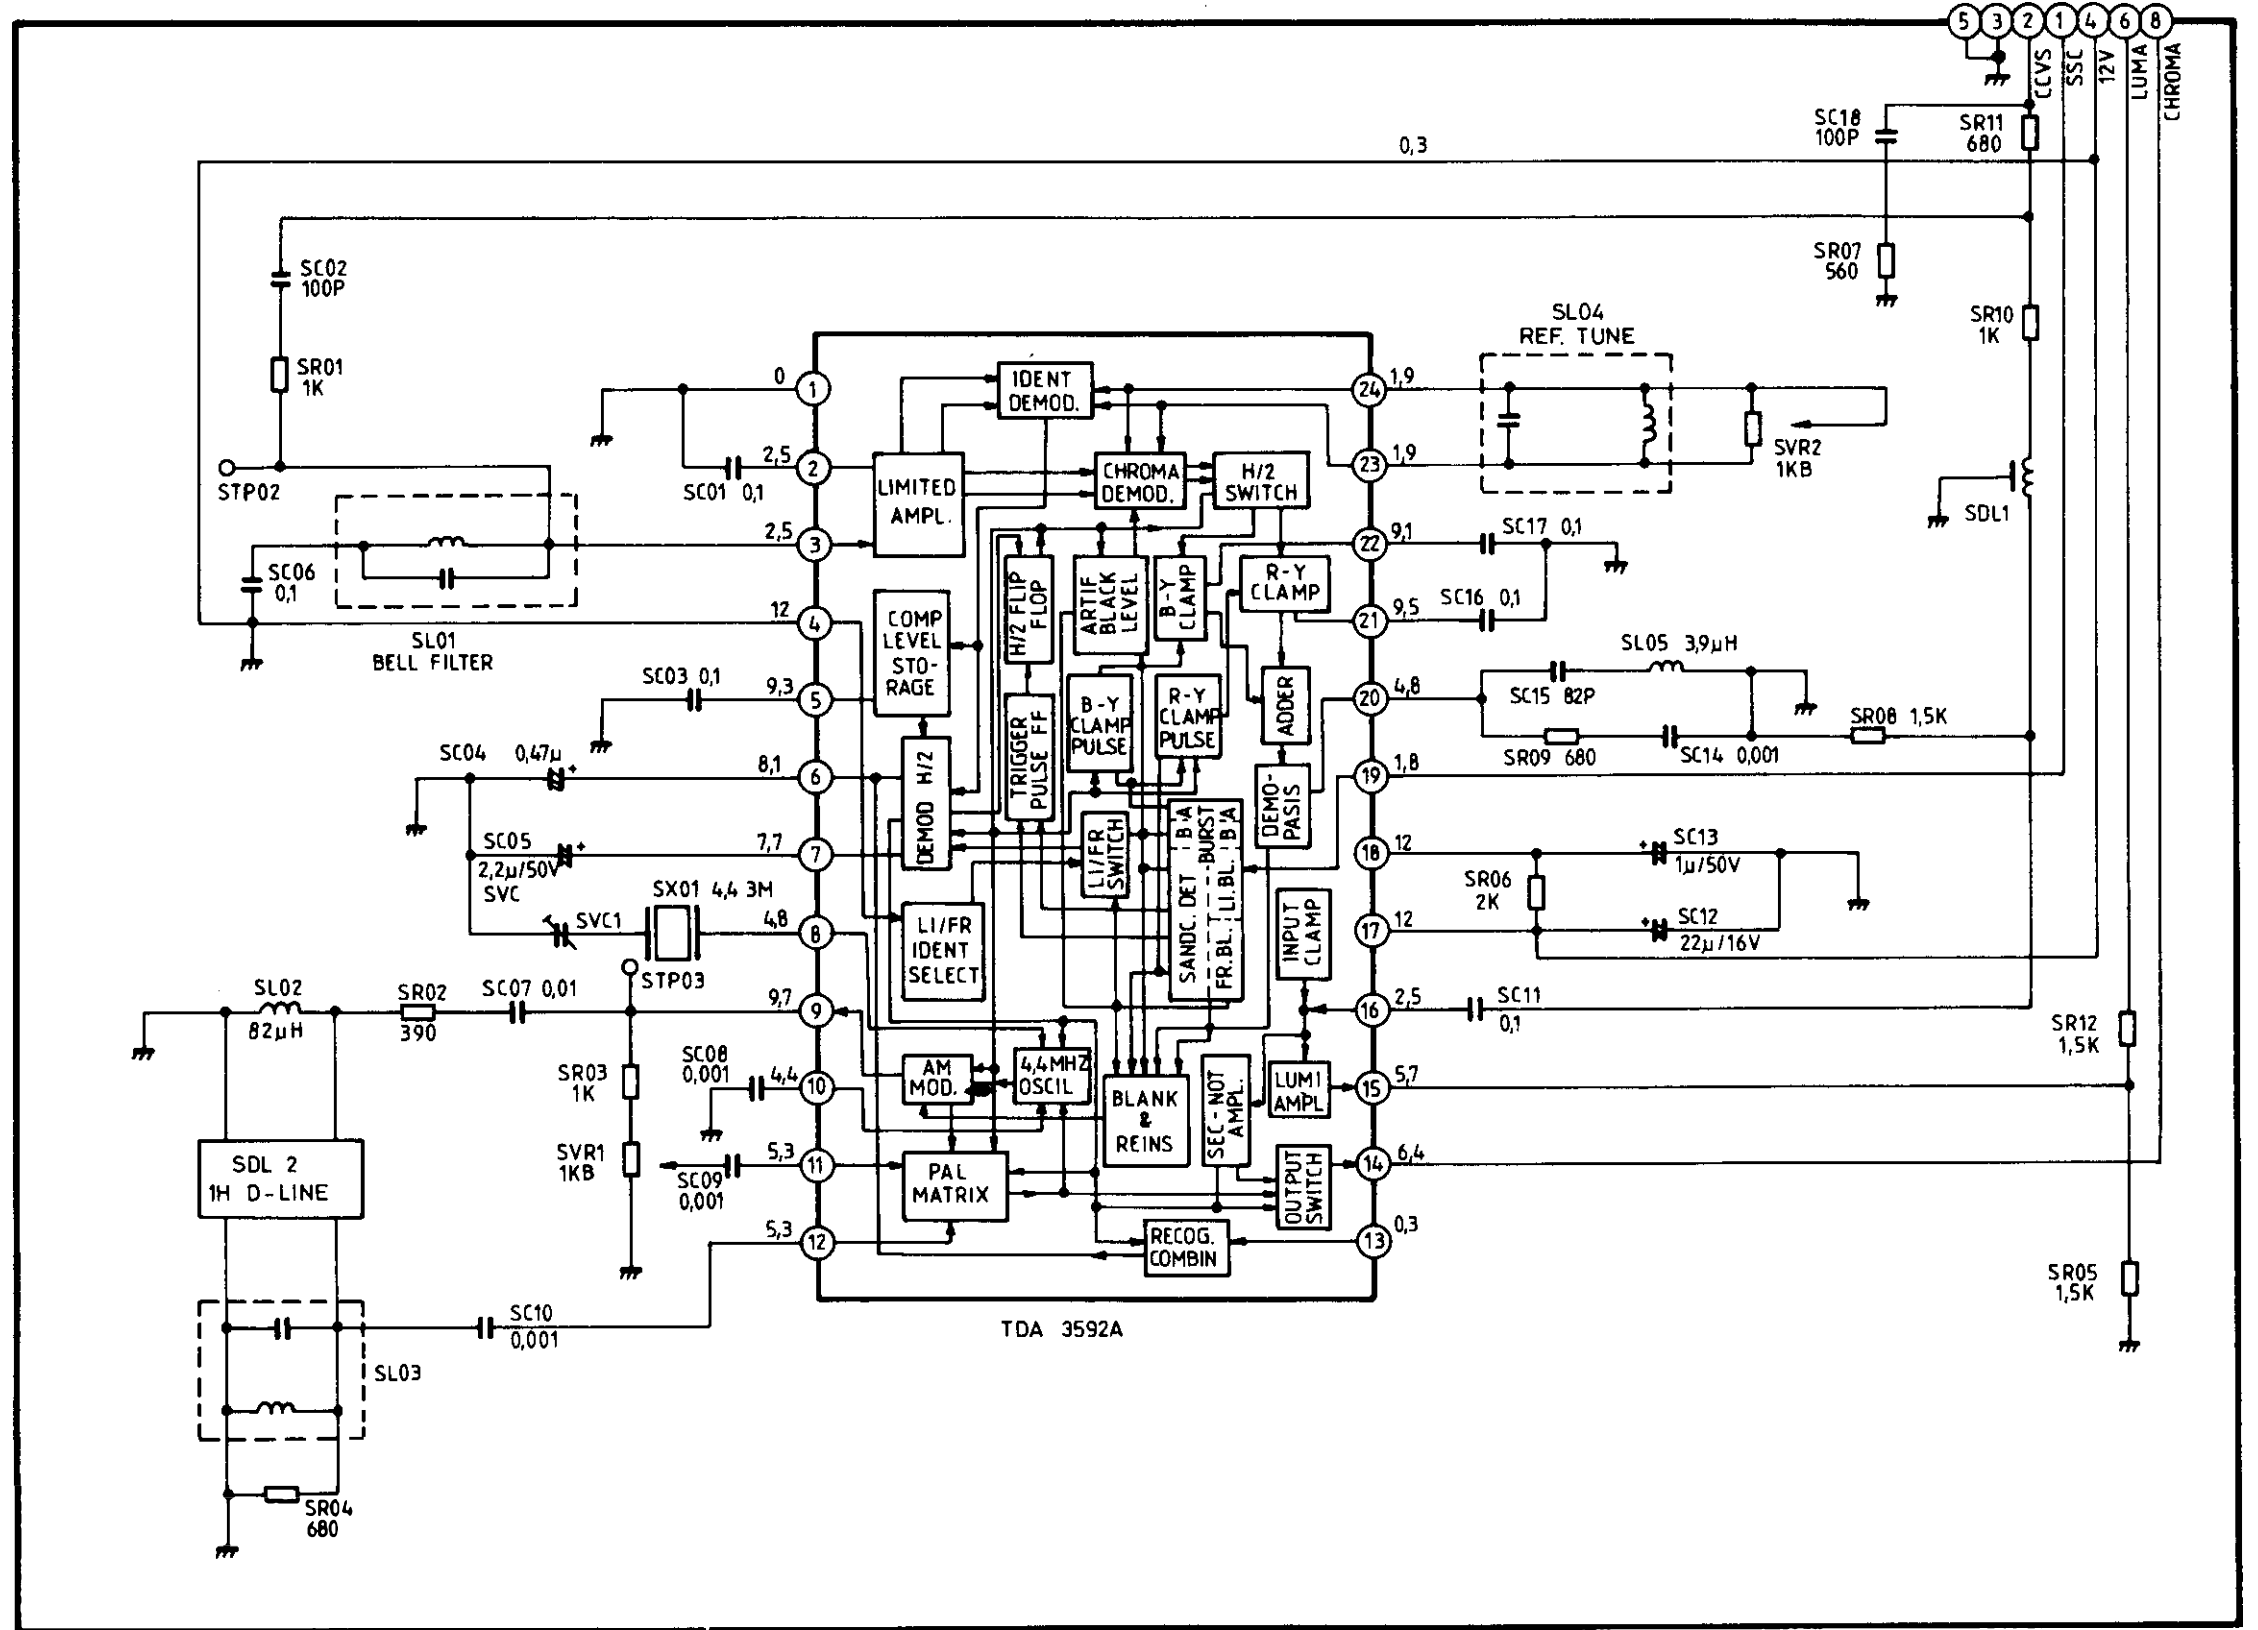 5 3 2 1 4 6 8
CCVS
SSC
12V
LUMA
CHROMA
SC18
100P
SR11
680
0,3
SC02
100P
SR07
560
SR01
1K
SL04
REF. TUNE
SR10
1K
SVR2
1KB
SDL1
STP02
SC01 0,1
SC06
0,1
SL01
BELL FILTER
SC03 0,1
SC04 0,47µ
+
SC05
2,2µ/50V
SVC
+
SVC1
SX01 4,4 3M
STP03
SL02
82µH
SR02
390
SC07 0,01
SR03
1K
SVR1
1KB
SC08
0,001
SC09
0,001
SDL 2
1H D-LINE
SC10
0,001
SL03
SR04
680
0 1
2,5 2
2,5 3
12 4
9,3 5
8,1 6
7,7 7
4,8 8
9,7 9
4,4 10
5,3 11
5,3 12
24 1,9
23 1,9
22 9,1
21 9,5
20 4,8
19 1,8
18 12
17 12
16 2,5
15 5,7
14 6,4
13 0,3
IDENT
DEMOD.
LIMITED
AMPL.
CHROMA
DEMOD.
H/2
SWITCH
H/2 FLIP
FLOP
ARTIF
BLACK
LEVEL
B-Y
CLAMP
R-Y
CLAMP
COMP
LEVEL
STO-
RAGE
TRIGGER
PULSE FF
B-Y
CLAMP
PULSE
R-Y
CLAMP
PULSE
ADDER
DEMOD H/2
DEMO-
PASIS
LI/FR
SWITCH
SANDC. DET B'A
BURST
FR.BL. LI.BL. B'A
INPUT
CLAMP
LI/FR
IDENT
SELECT
AM
MOD.
4,4MHZ
OSCIL
BLANK
&
REINS
SEC-NOT
AMPL.
LUMI
AMPL
PAL
MATRIX
OUTPUT
SWITCH
RECOG.
COMBIN
TDA 3592A
SC17 0,1
SC16 0,1
SL05 3,9µH
SC15 82P
SR09 680
SC14 0,001
SR08 1,5K
SR06
2K
+
SC13
1µ/50V
+
SC12
22µ/16V
SC11
0,1
SR12
1,5K
SR05
1,5K